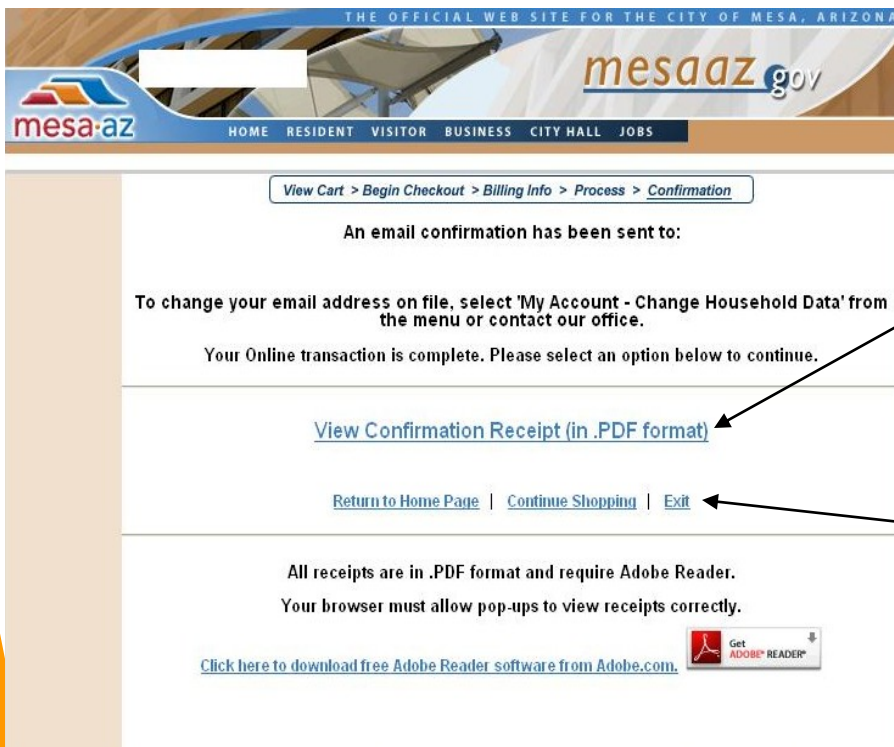 THE OFFICIAL WEB SITE FOR THE CITY OF MESA, ARIZONA
mesaaz gov
mesa·az
HOME RESIDENT VISITOR BUSINESS CITY HALL JOBS
View Cart > Begin Checkout > Billing Info > Process > Confirmation
An email confirmation has been sent to:
To change your email address on file, select 'My Account - Change Household Data' from
the menu or contact our office.
Your Online transaction is complete. Please select an option below to continue.
View Confirmation Receipt (in .PDF format)
Return to Home Page | Continue Shopping | Exit
All receipts are in .PDF format and require Adobe Reader.
Your browser must allow pop-ups to view receipts correctly.
Click here to download free Adobe Reader software from Adobe.com.
Get
ADOBE® READER®